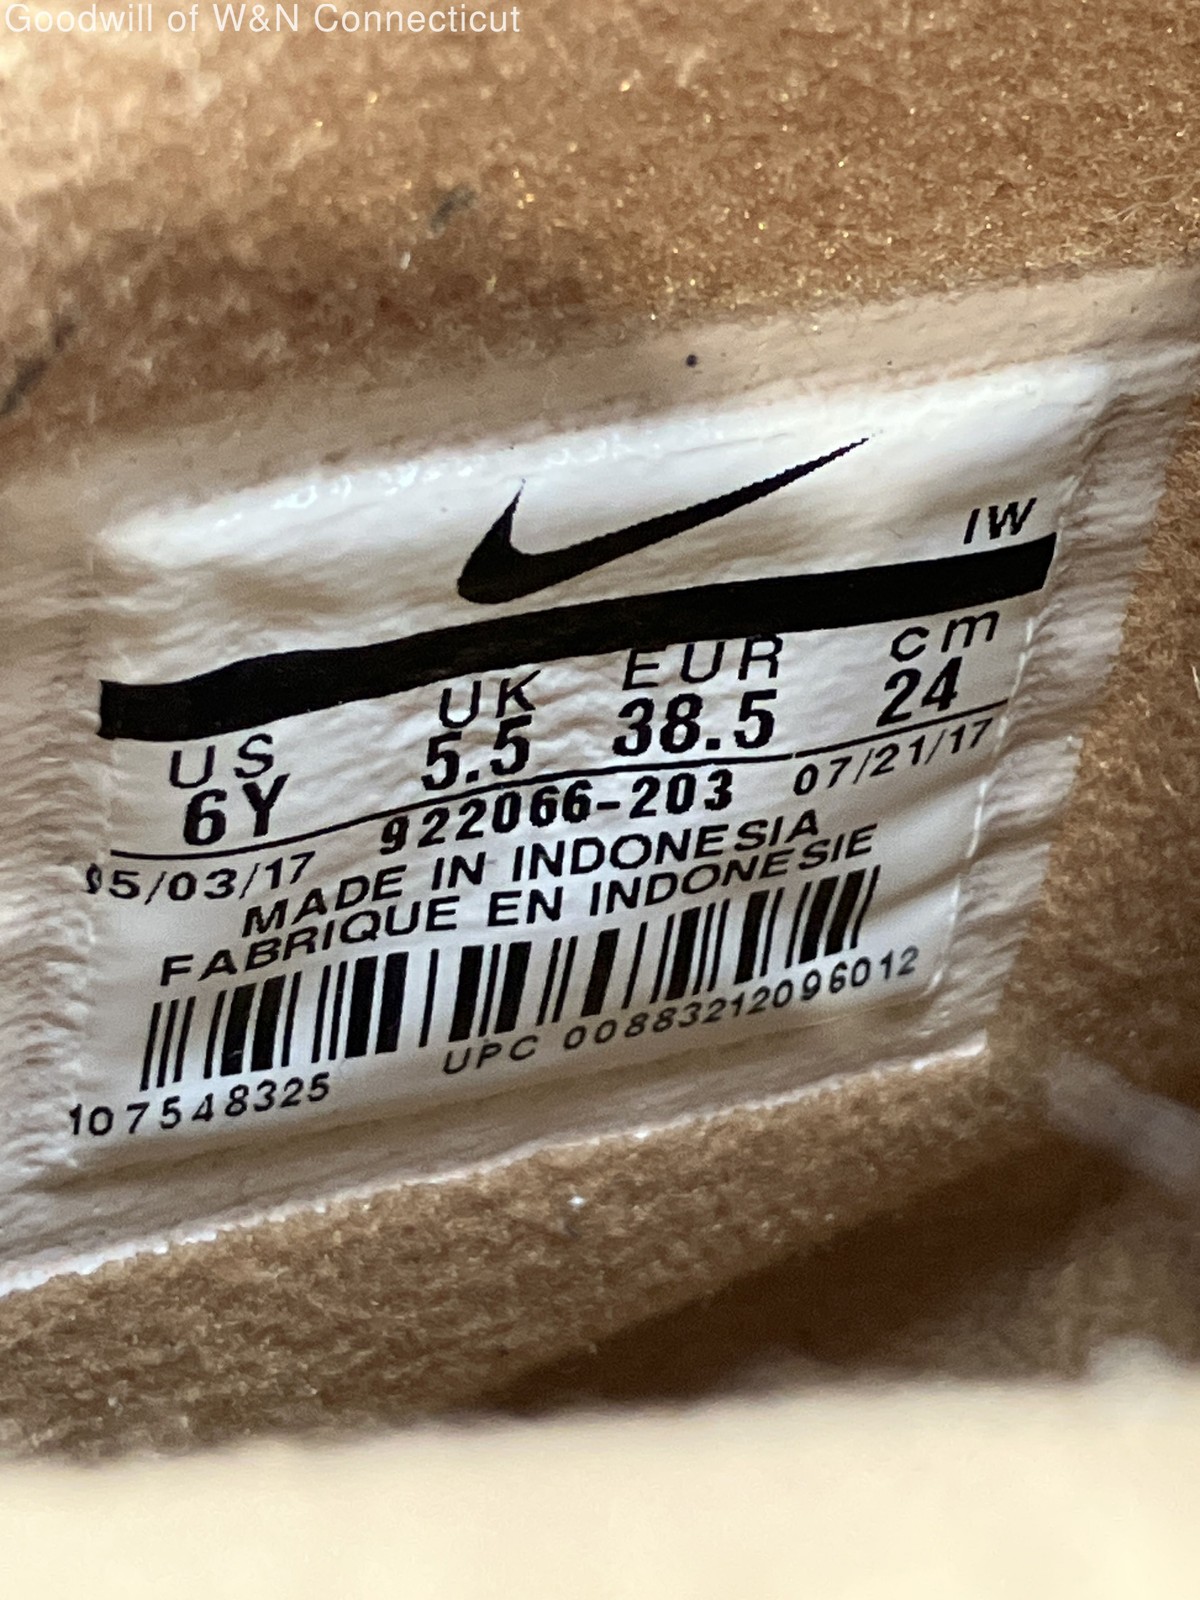 Goodwill of W&N Connecticut
IW
US UK EUR cm
6Y 5.5 38.5 24
05/03/17 922066-203 07/21/17
MADE IN INDONESIA
FABRIQUE EN INDONESIE
107548325 UPC 00883212096012